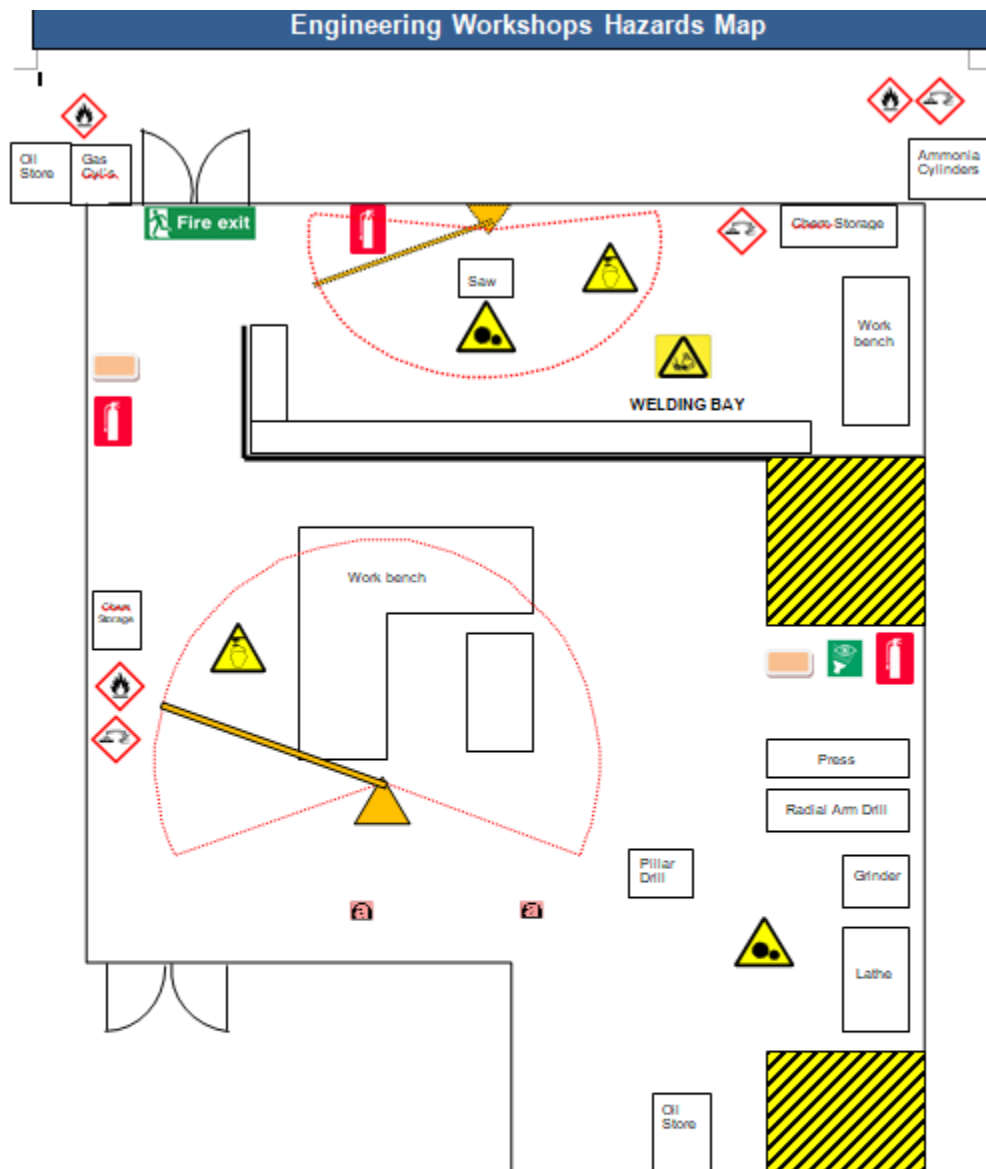 Engineering Workshops Hazards Map
Oil
Store
Gas
Cylis.
Ammonia
Cylinders
Fire exit
Chem Storage
Saw
Work
bench
WELDING BAY
Work bench
Chem
Storage
Press
Radial Arm Drill
Pillar
Drill
Grinder
a
a
Lathe
Oil
Store